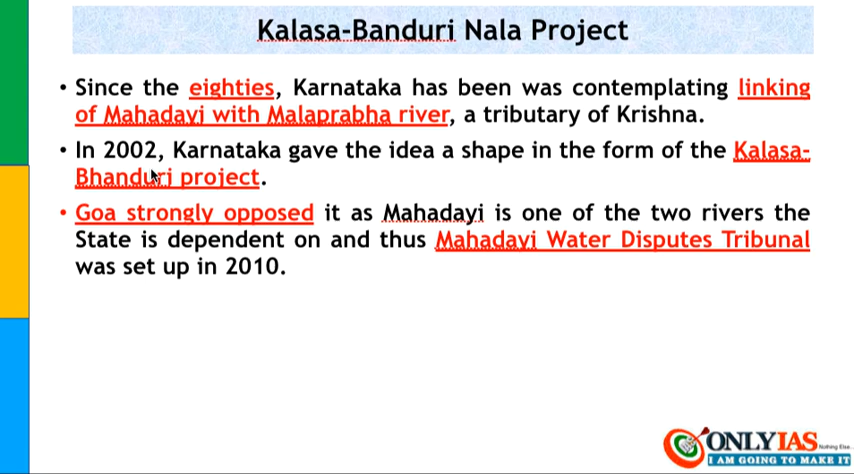 Kalasa-Banduri Nala Project
• Since the eighties, Karnataka has been was contemplating linking
of Mahadayi with Malaprabha river, a tributary of Krishna.
• In 2002, Karnataka gave the idea a shape in the form of the Kalasa-
Bhanduri project.
• Goa strongly opposed it as Mahadayi is one of the two rivers the
State is dependent on and thus Mahadayi Water Disputes Tribunal
was set up in 2010.
ONLYIAS Nothing Else..
I AM GOING TO MAKE IT